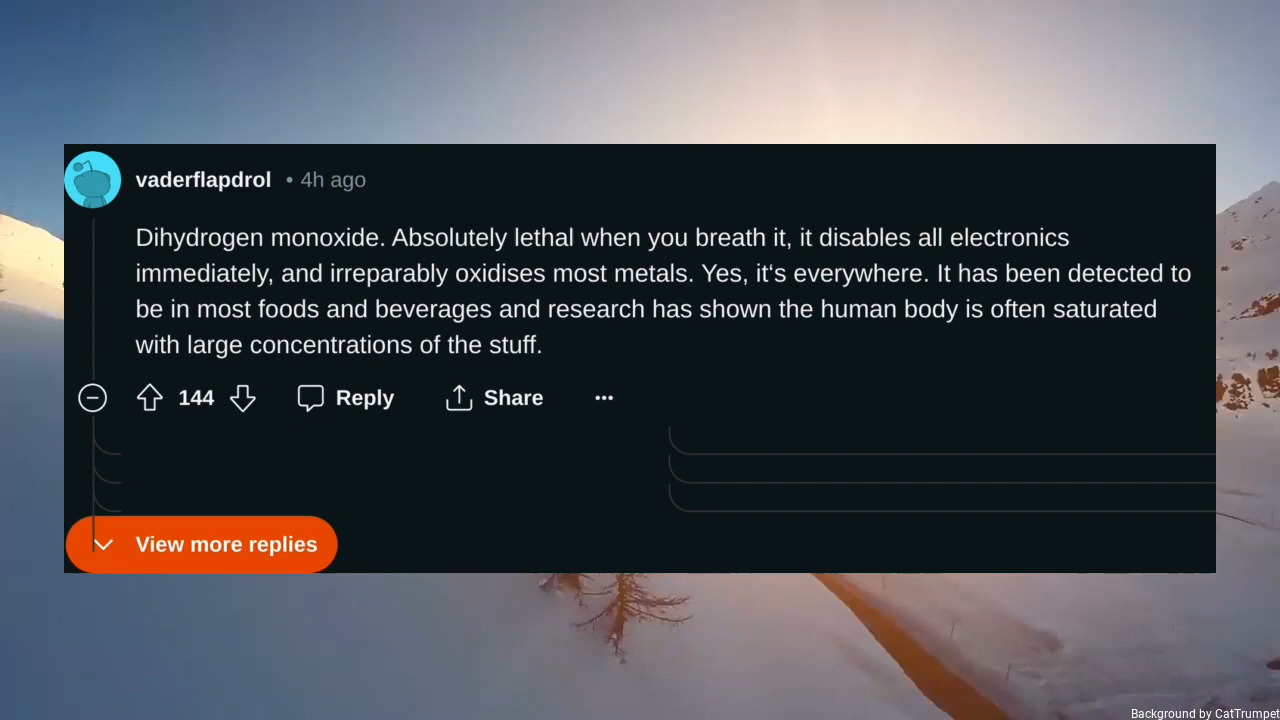 vaderflapdrol • 4h ago
Dihydrogen monoxide. Absolutely lethal when you breath it, it disables all electronics
immediately, and irreparably oxidises most metals. Yes, it‘s everywhere. It has been detected to
be in most foods and beverages and research has shown the human body is often saturated
with large concentrations of the stuff.
144 Reply Share ···
View more replies
Background by CatTrumpet